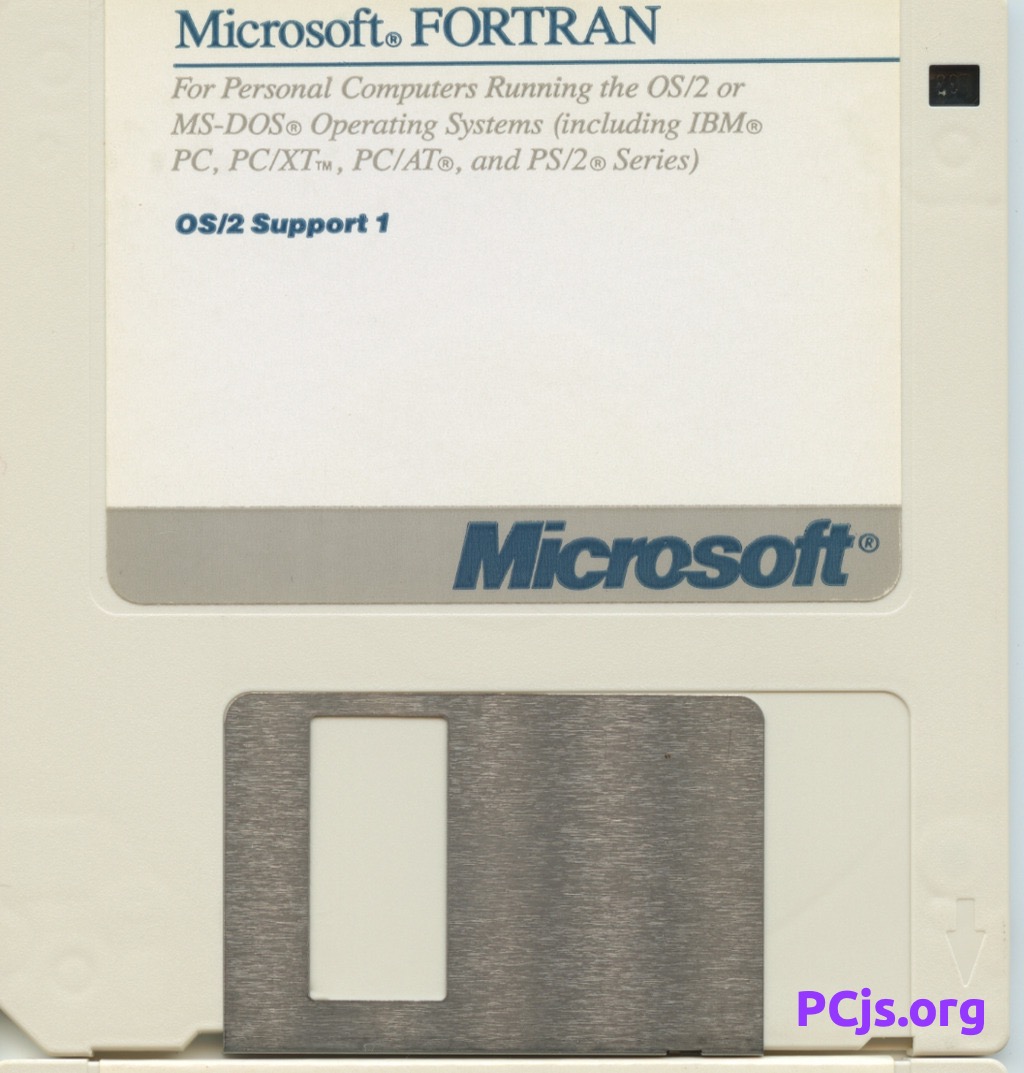 Microsoft® FORTRAN
For Personal Computers Running the OS/2 or
MS-DOS® Operating Systems (including IBM®
PC, PC/XT™, PC/AT®, and PS/2® Series)
OS/2 Support 1
Microsoft®
PCjs.org